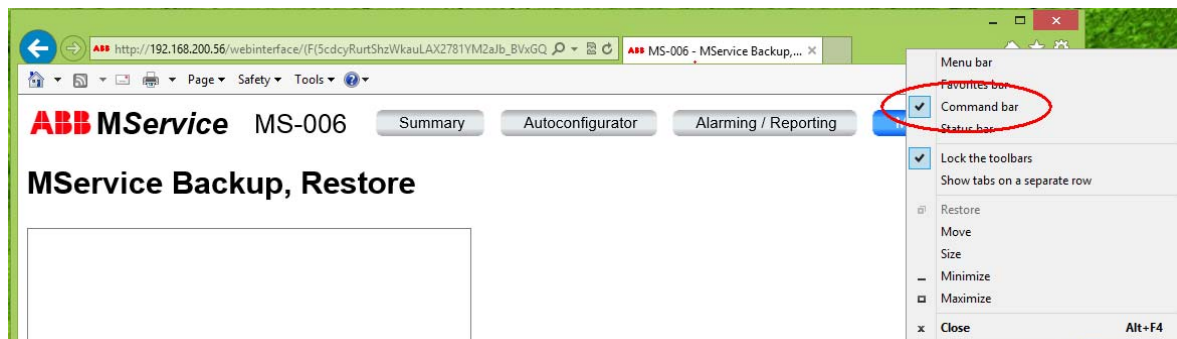 ABB http://192.168.200.56/webinterface/(F(5cdcyRurtShzWkauLAX2781YM2aJb_BVxGQ
ABB MS-006 - MService Backup,... ×
Page Safety Tools
ABB MService MS-006 Summary Autoconfigurator Alarming / Reporting
MService Backup, Restore
Menu bar
Favorites bar
Command bar
Status bar
Lock the toolbars
Show tabs on a separate row
Restore
Move
Size
Minimize
Maximize
x Close Alt+F4